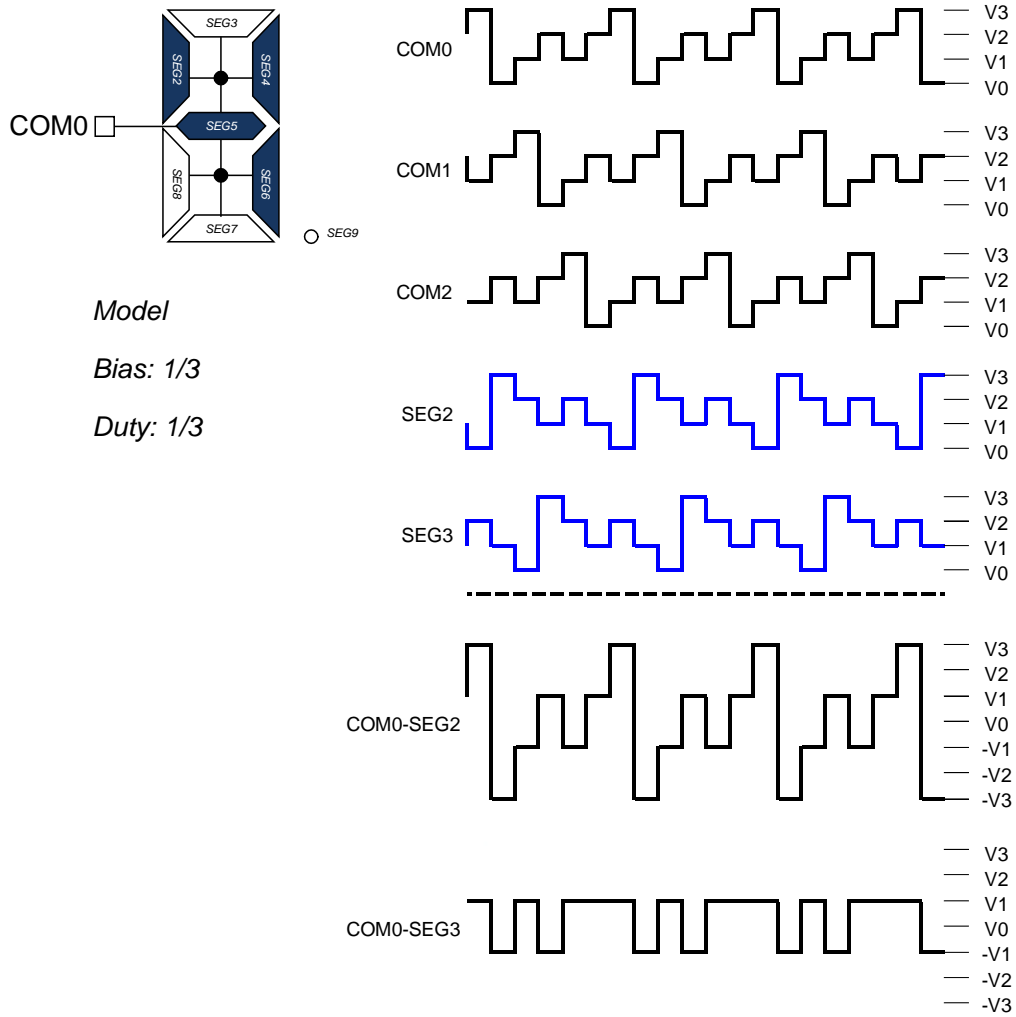 SEG3
SEG2
SEG4
COM0
SEG5
SEG8
SEG6
SEG7
SEG9
Model
Bias: 1/3
Duty: 1/3
COM0
V3
V2
V1
V0
COM1
V3
V2
V1
V0
COM2
V3
V2
V1
V0
SEG2
V3
V2
V1
V0
SEG3
V3
V2
V1
V0
COM0-SEG2
V3
V2
V1
V0
-V1
-V2
-V3
COM0-SEG3
V3
V2
V1
V0
-V1
-V2
-V3